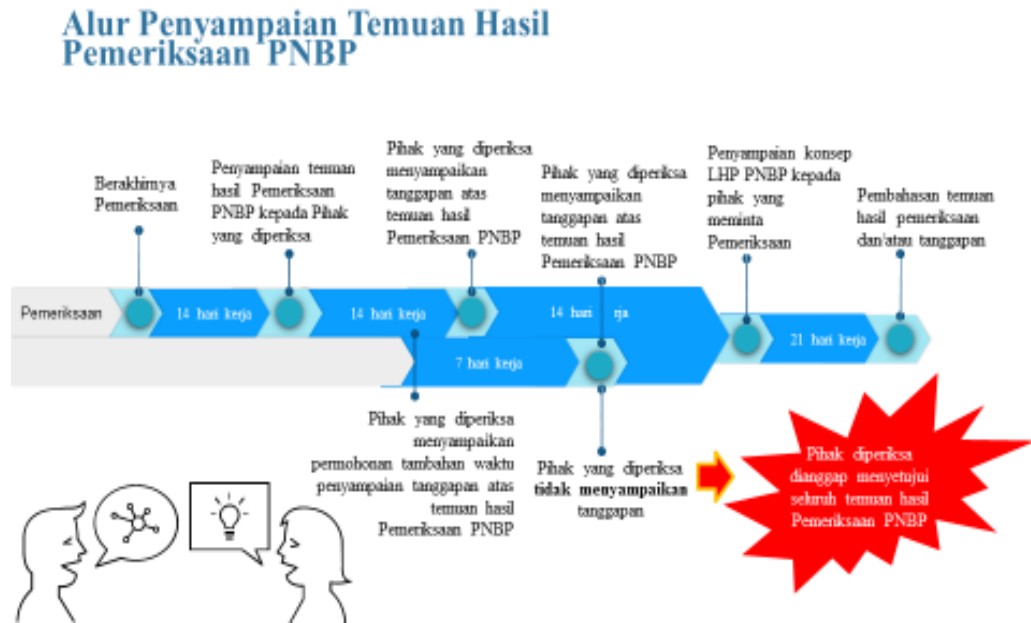 Alur Penyampaian Temuan Hasil
Pemeriksaan PNBP
Berakhirnya
Pemeriksaan
Penyampaian temuan
hasil Pemeriksaan
PNBP kepada Pihak
yang diperiksa
Pihak yang diperiksa
menyampaikan
tanggapan atas
temuan hasil
Pemeriksaan PNBP
Pihak yang diperiksa
menyampaikan
tanggapan atas
temuan hasil
Pemeriksaan PNBP
Penyampaian konsep
LHP PNBP kepada
pihak yang
meminta
Pemeriksaan
Pembahasan temuan
hasil pemeriksaan
dan/atau tanggapan
Pemeriksaan
14 hari kerja
14 hari kerja
14 hari rja
21 hari kerja
7 hari kerja
Pihak yang diperiksa
menyampaikan
permohonan tambahan waktu
penyampaian tanggapan atas
temuan hasil
Pemeriksaan PNBP
Pihak yang diperiksa
tidak menyampaikan
tanggapan
Pihak diperiksa
dianggap menyetujui
seluruh temuan hasil
Pemeriksaan PNBP